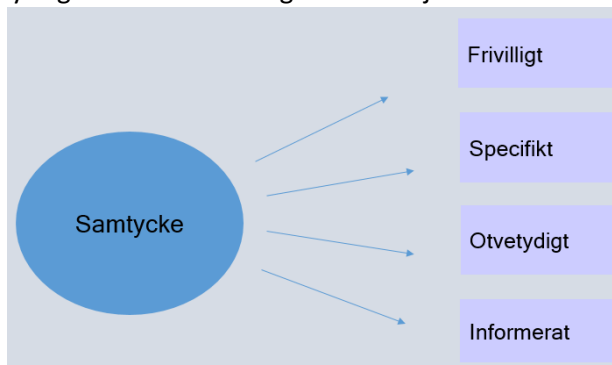 Frivilligt
Specifikt
Samtycke
Otvetydigt
Informerat